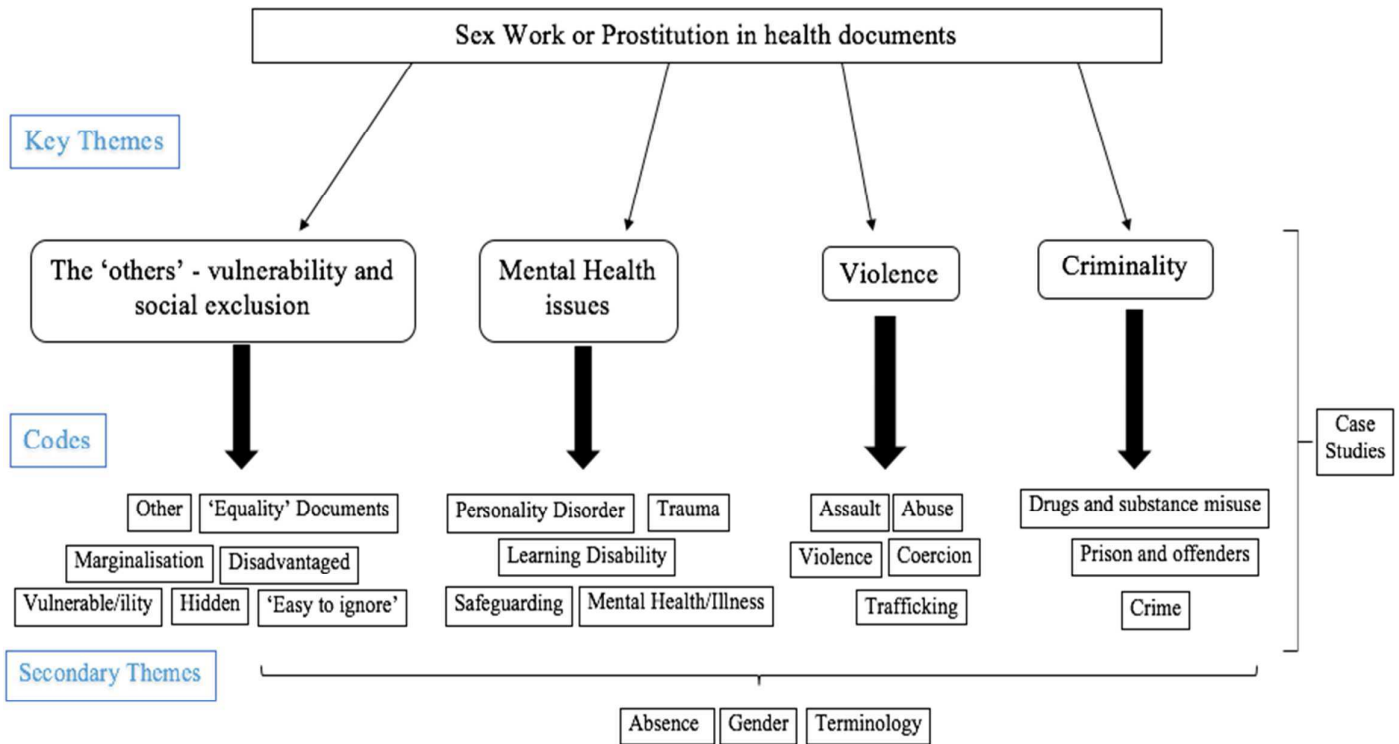 Sex Work or Prostitution in health documents
Key Themes
The ‘others’ - vulnerability and
social exclusion
Mental Health
issues
Violence
Criminality
Codes
Case
Studies
Other
‘Equality’ Documents
Marginalisation
Disadvantaged
Vulnerable/ility
Hidden
‘Easy to ignore’
Personality Disorder
Trauma
Learning Disability
Safeguarding
Mental Health/Illness
Assault
Abuse
Violence
Coercion
Trafficking
Drugs and substance misuse
Prison and offenders
Crime
Secondary Themes
Absence
Gender
Terminology